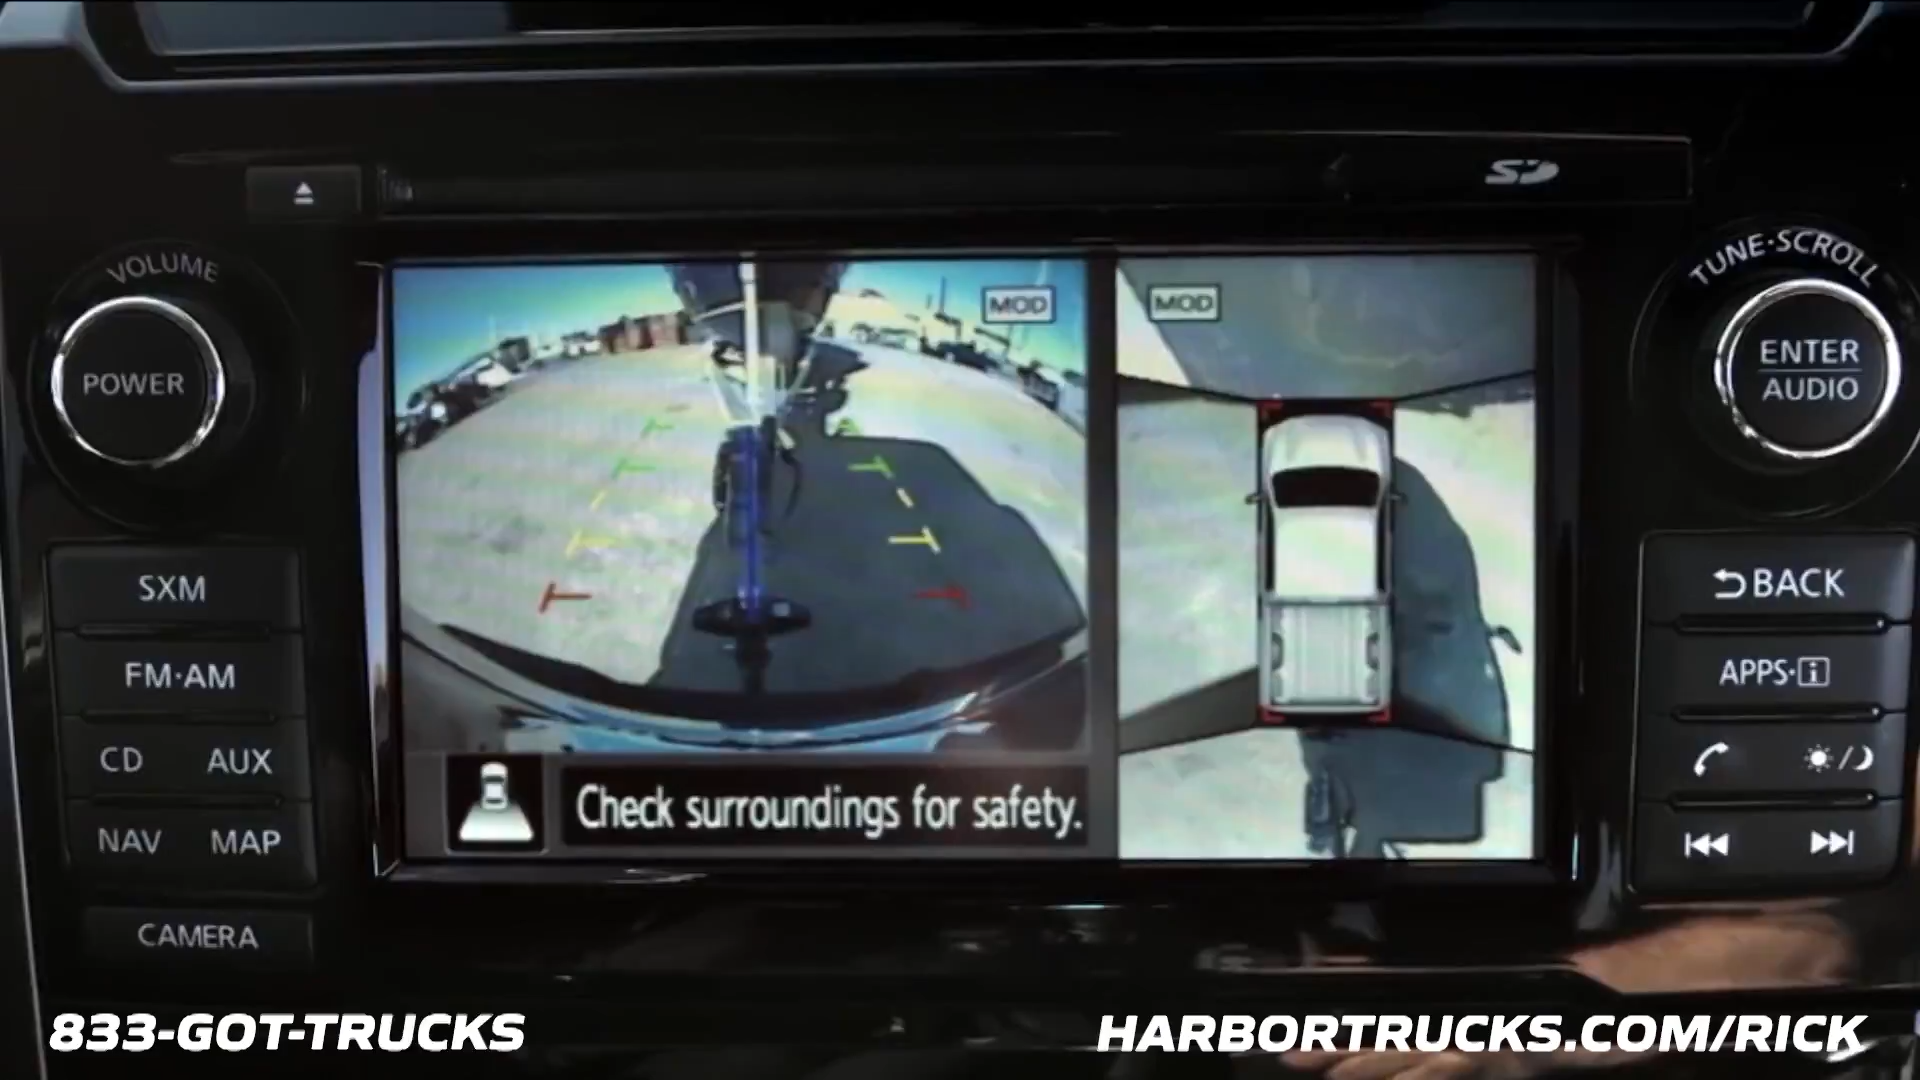 SD
VOLUME
POWER
TUNE·SCROLL
ENTER
AUDIO
MOD
MOD
SXM
FM·AM
CD AUX
NAV MAP
CAMERA
BACK
APPS·i
Check surroundings for safety.
833-GOT-TRUCKS
HARBORTRUCKS.COM/RICK